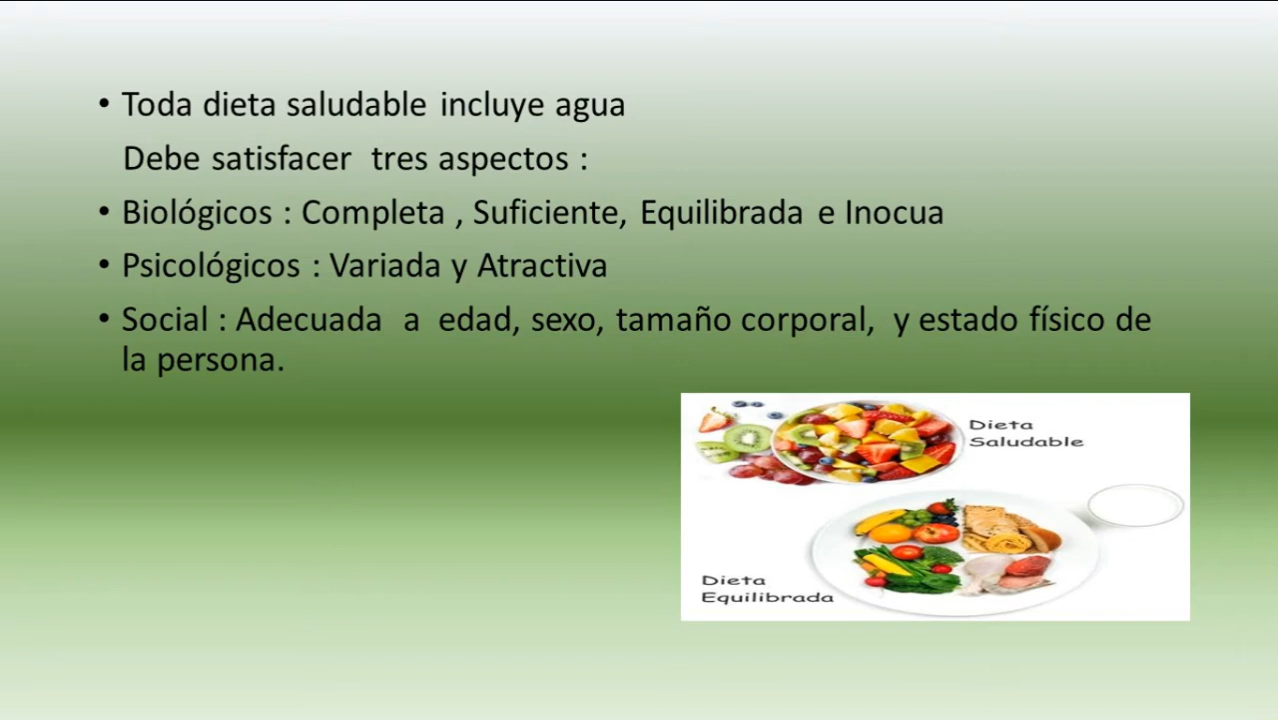 • Toda dieta saludable incluye agua
Debe satisfacer tres aspectos :
• Biológicos : Completa , Suficiente, Equilibrada e Inocua
• Psicológicos : Variada y Atractiva
• Social : Adecuada a edad, sexo, tamaño corporal, y estado físico de
la persona.
Dieta
Saludable
Dieta
Equilibrada